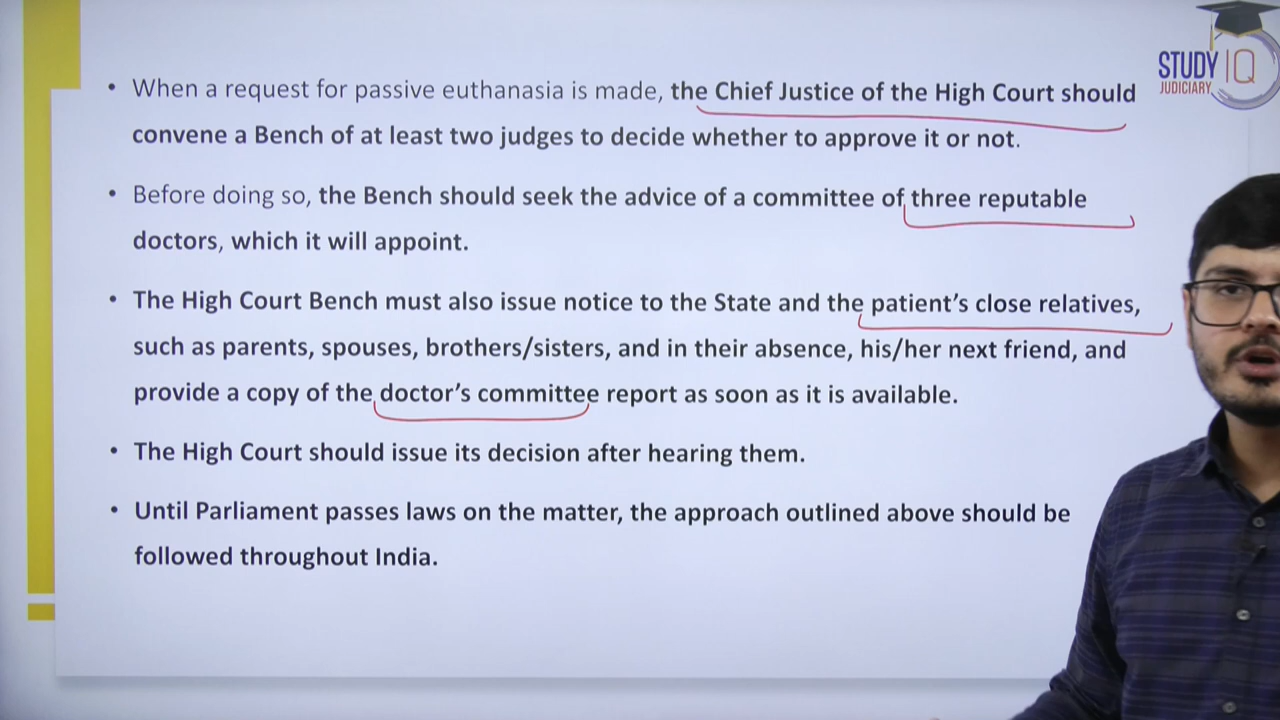 When a request for passive euthanasia is made, the Chief Justice of the High Court should
convene a Bench of at least two judges to decide whether to approve it or not.
Before doing so, the Bench should seek the advice of a committee of three reputable
doctors, which it will appoint.
The High Court Bench must also issue notice to the State and the patient’s close relatives,
such as parents, spouses, brothers/sisters, and in their absence, his/her next friend, and
provide a copy of the doctor’s committee report as soon as it is available.
The High Court should issue its decision after hearing them.
Until Parliament passes laws on the matter, the approach outlined above should be
followed throughout India.
STUDY IQ
JUDICIARY